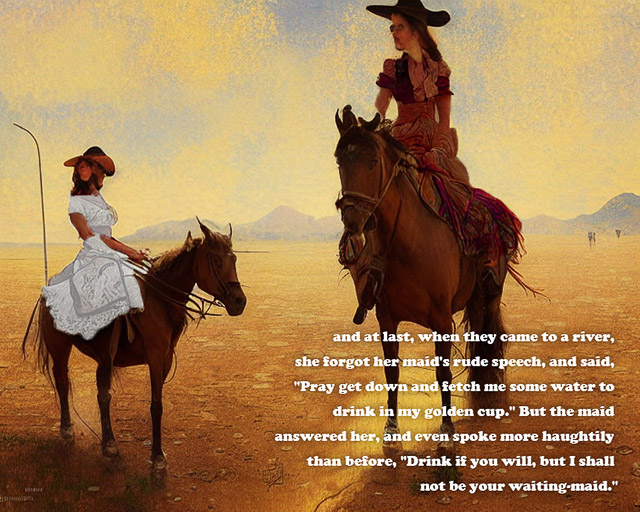 and at last, when they came to a river,
she forgot her maid's rude speech, and said,
"Pray get down and fetch me some water to
drink in my golden cup." But the maid
answered her, and even spoke more haughtily
than before, "Drink if you will, but I shall
not be your waiting-maid."